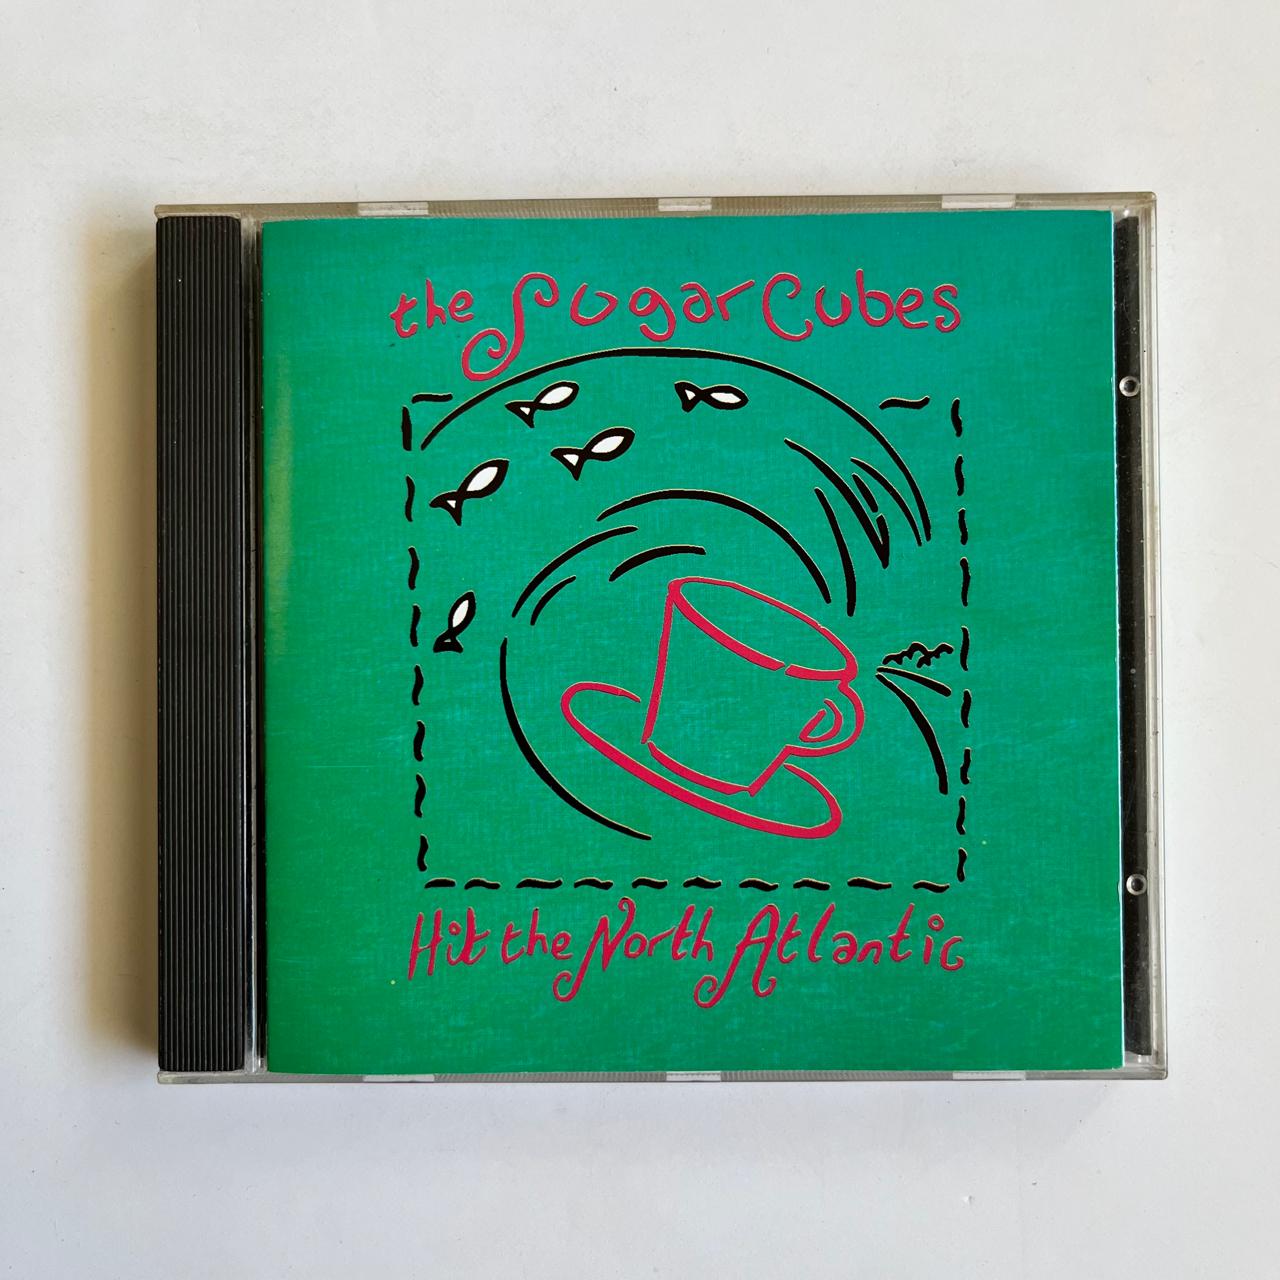 the SugarCubes
Hit the North Atlantic